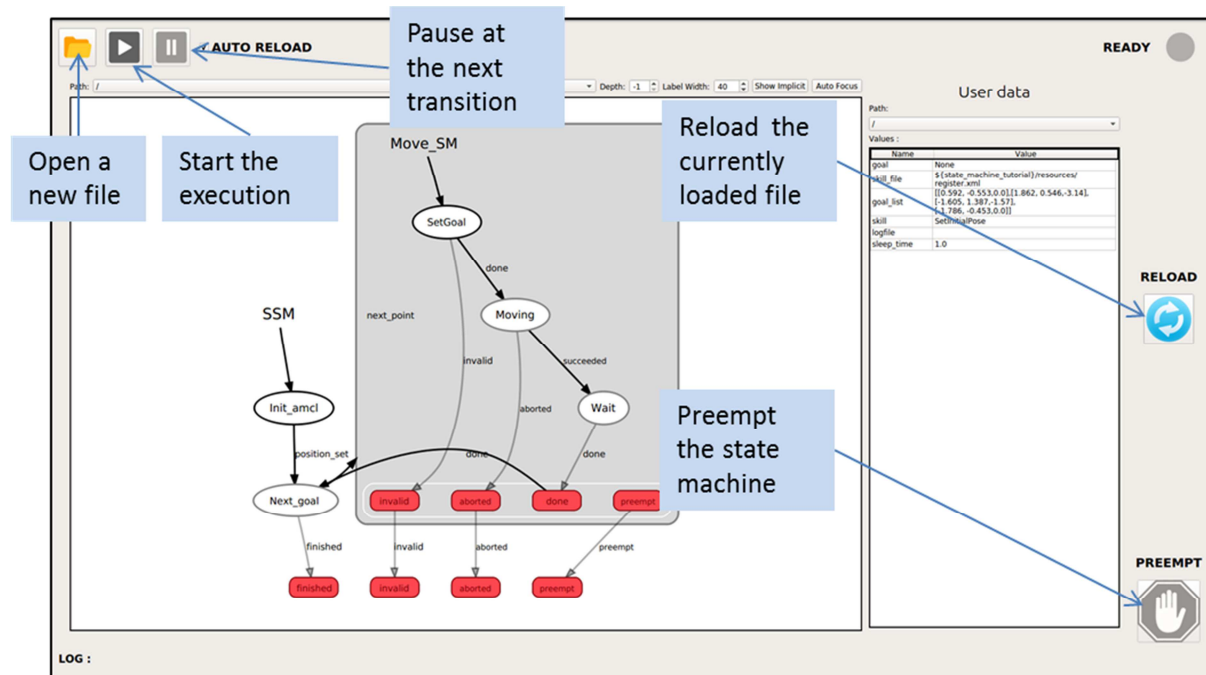 AUTO RELOAD
READY
Pause at
the next
transition
Path: /
Depth: -1
Label Width: 40
Show Implicit
Auto Focus
User data
Path:
/
Values :
Name Value
goal None
skill_file ${state_machine_tutorial}/resources/
register.xml
goal_list [[0.592, -0.553,0.0],[1.862, 0.546,-3.14],
[-1.605, 1.387,-1.57],
[-1.786, -0.453,0.0]]
skill SetInitialPose
logfile
sleep_time 1.0
Open a
new file
Start the
execution
Reload the
currently
loaded file
RELOAD
Move_SM
SetGoal
done
next_point
Moving
invalid
succeeded
aborted
Wait
SSM
Init_amcl
position_set
done
done
Next_goal
invalid
aborted
done
preempt
finished
invalid
aborted
preempt
finished
invalid
aborted
preempt
Preempt
the state
machine
PREEMPT
LOG :